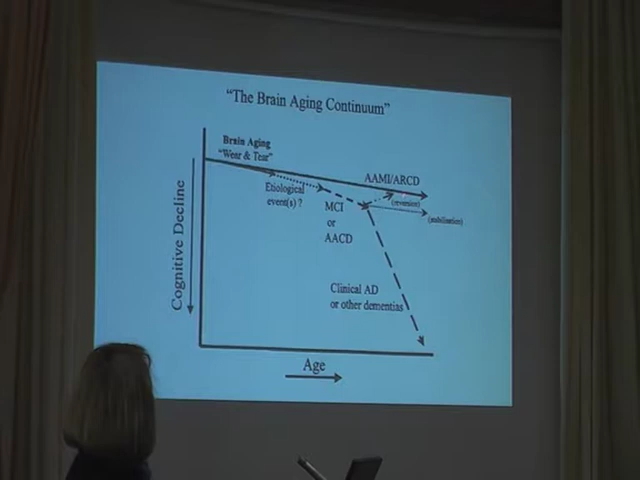 "The Brain Aging Continuum"
Brain Aging
"Wear & Tear"
AAMI/ARCD
Etiological
event(s) ?
(reversion)
MCI
or
AACD
(stabilization)
Cognitive Decline
Clinical AD
or other dementias
Age